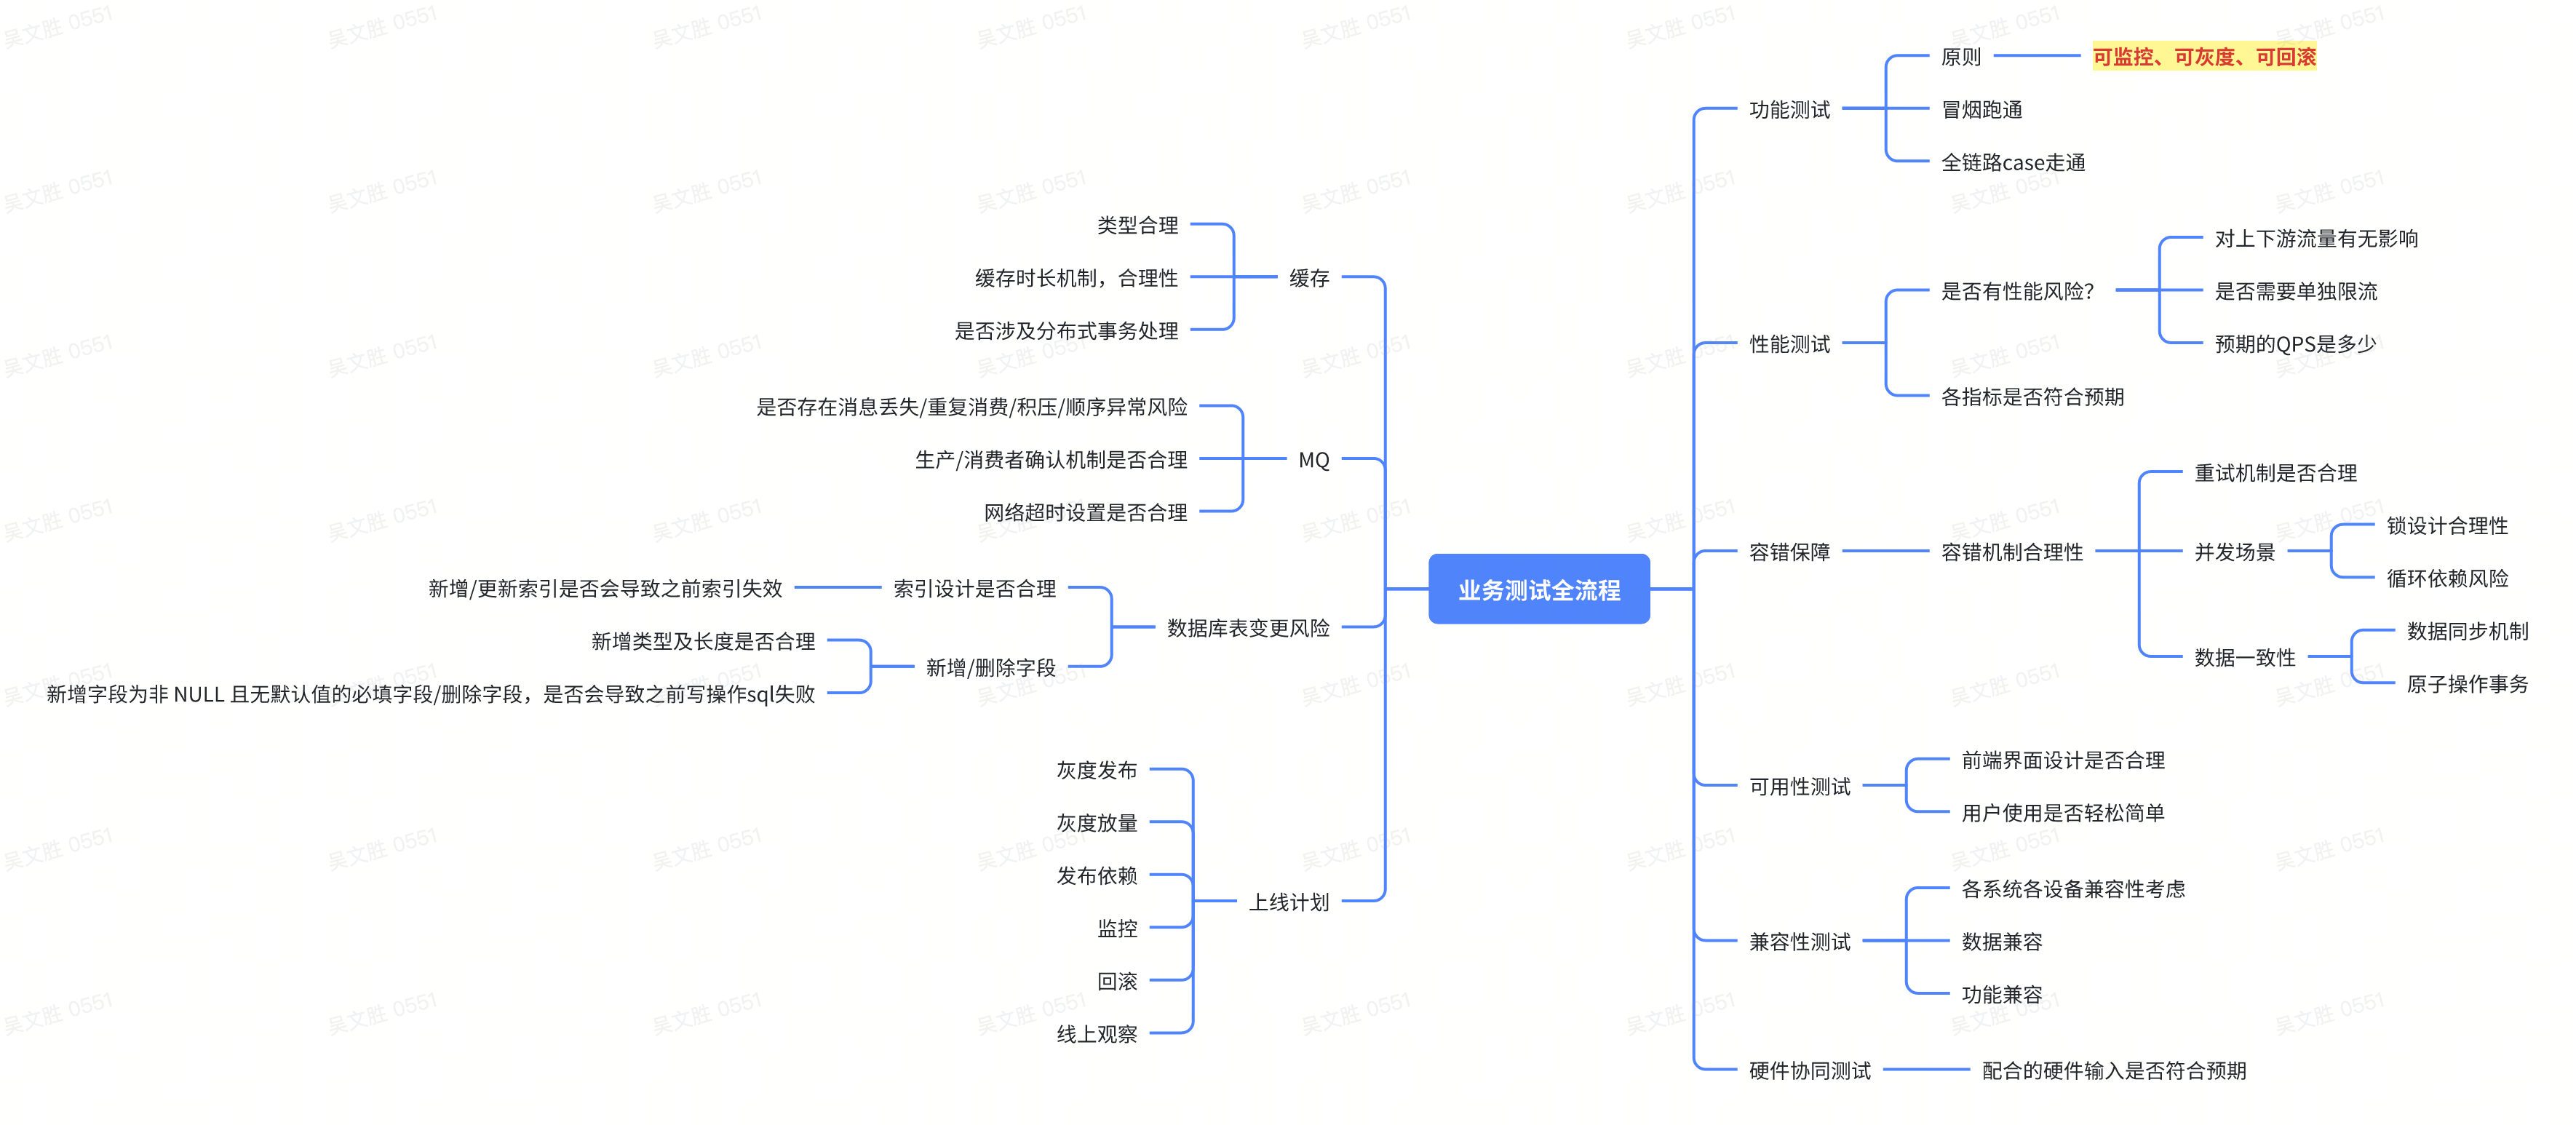 业务测试全流程
功能测试
原则
可监控、可灰度、可回滚
冒烟跑通
全链路case走通
性能测试
是否有性能风险？
对上下游流量有无影响
是否需要单独限流
预期的QPS是多少
各指标是否符合预期
容错保障
容错机制合理性
重试机制是否合理
并发场景
锁设计合理性
循环依赖风险
数据一致性
数据同步机制
原子操作事务
可用性测试
前端界面设计是否合理
用户使用是否轻松简单
兼容性测试
各系统各设备兼容性考虑
数据兼容
功能兼容
硬件协同测试
配合的硬件输入是否符合预期
缓存
类型合理
缓存时长机制，合理性
是否涉及分布式事务处理
MQ
是否存在消息丢失/重复消费/积压/顺序异常风险
生产/消费者确认机制是否合理
网络超时设置是否合理
数据库表变更风险
索引设计是否合理
新增/更新索引是否会导致之前索引失效
新增/删除字段
新增类型及长度是否合理
新增字段为非 NULL 且无默认值的必填字段/删除字段，是否会导致之前写操作sql失败
上线计划
灰度发布
灰度放量
发布依赖
监控
回滚
线上观察
吴文胜 0551